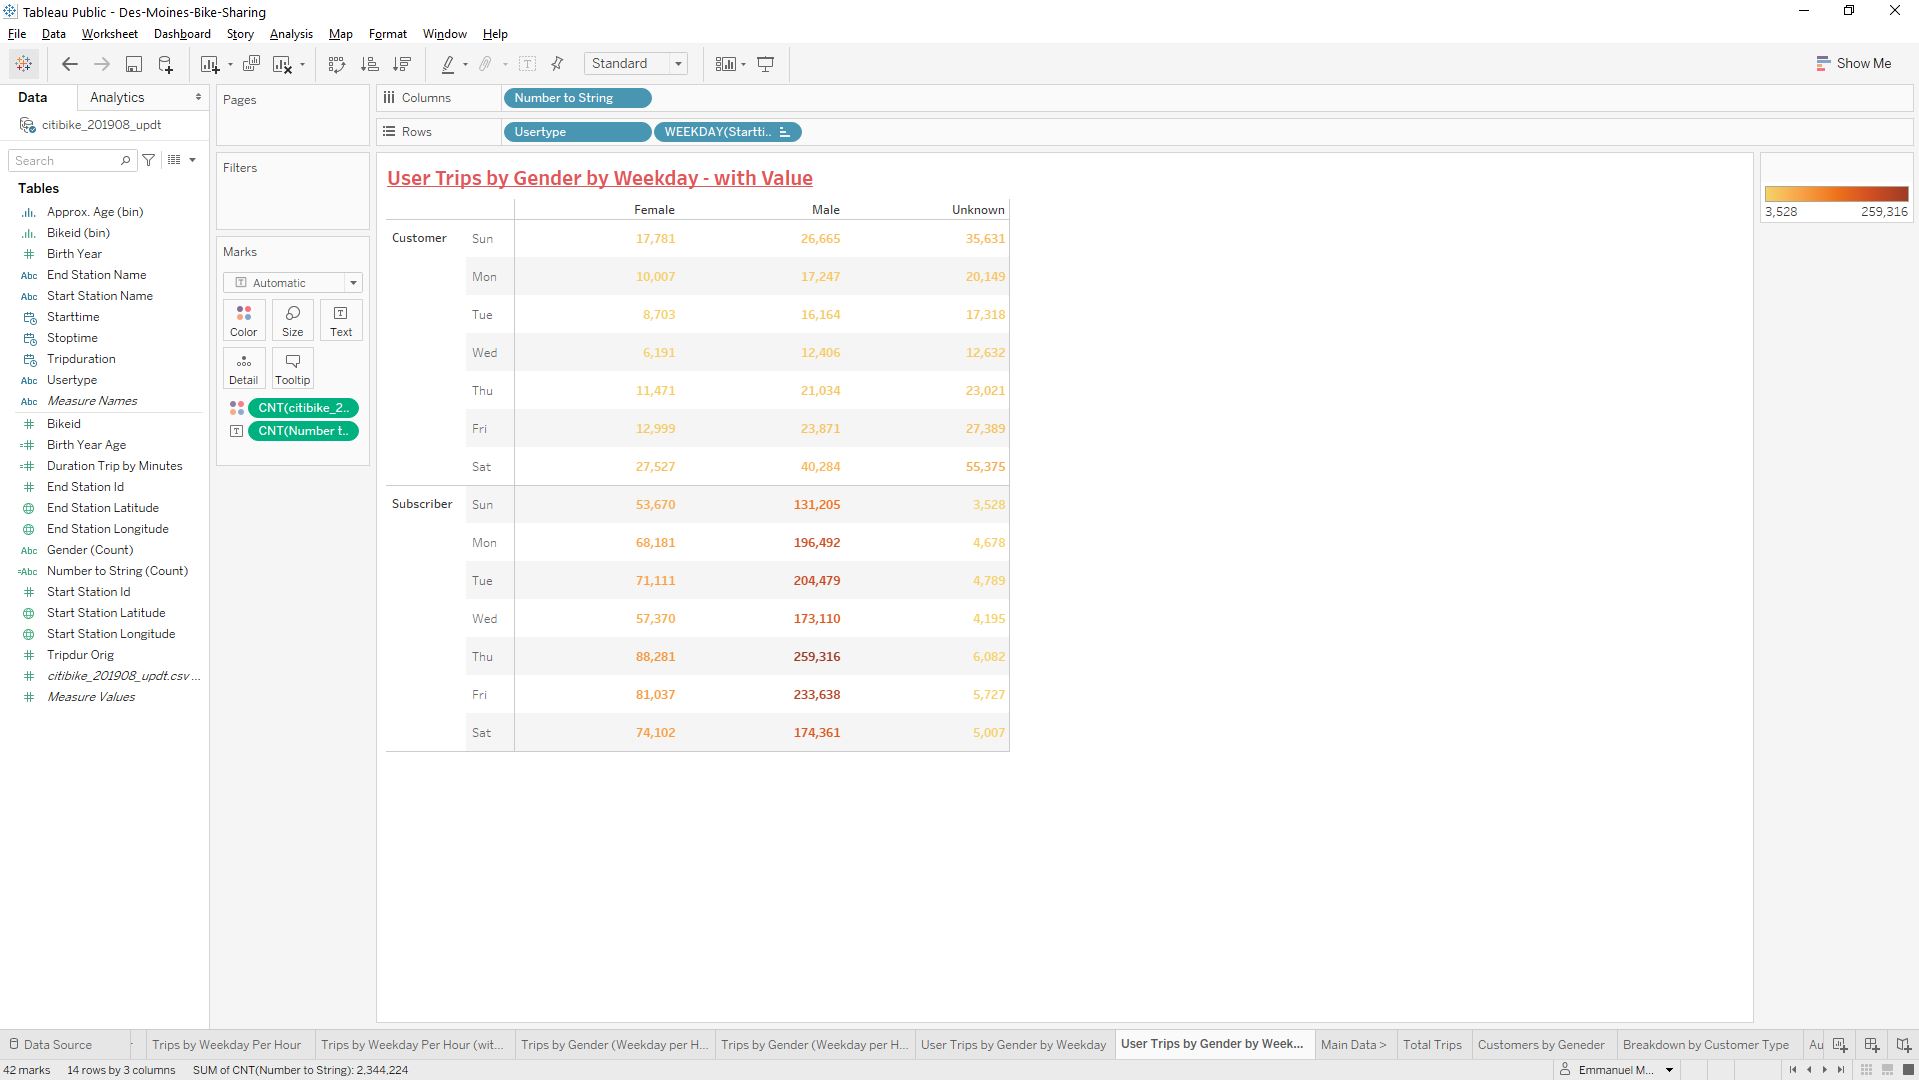 Tableau Public - Des-Moines-Bike-Sharing
File Data Worksheet Dashboard Story Analysis Map Format Window Help
Standard
Show Me
Data Analytics
citibike_201908_updt
Search
Tables
Approx. Age (bin)
Bikeid (bin)
# Birth Year
Abc End Station Name
Abc Start Station Name
Starttime
Stoptime
Tripduration
Abc Usertype
Abc Measure Names
# Bikeid
=# Birth Year Age
=# Duration Trip by Minutes
# End Station Id
End Station Latitude
End Station Longitude
Abc Gender (Count)
=Abc Number to String (Count)
# Start Station Id
Start Station Latitude
Start Station Longitude
# Tripdur Orig
# citibike_201908_updt.csv ...
# Measure Values
Pages
Filters
Marks
T Automatic
Color Size Text
Detail Tooltip
CNT(citibike_2..
T CNT(Number t..
Columns Number to String
Rows Usertype WEEKDAY(Startti..
User Trips by Gender by Weekday - with Value
Female Male Unknown
Customer Sun 17,781 26,665 35,631
Mon 10,007 17,247 20,149
Tue 8,703 16,164 17,318
Wed 6,191 12,406 12,632
Thu 11,471 21,034 23,021
Fri 12,999 23,871 27,389
Sat 27,527 40,284 55,375
Subscriber Sun 53,670 131,205 3,528
Mon 68,181 196,492 4,678
Tue 71,111 204,479 4,789
Wed 57,370 173,110 4,195
Thu 88,281 259,316 6,082
Fri 81,037 233,638 5,727
Sat 74,102 174,361 5,007
3,528 259,316
Data Source Trips by Weekday Per Hour Trips by Weekday Per Hour (wit... Trips by Gender (Weekday per H... Trips by Gender (Weekday per H... User Trips by Gender by Weekday User Trips by Gender by Week... Main Data > Total Trips Customers by Geneder Breakdown by Customer Type Au
42 marks 14 rows by 3 columns SUM of CNT(Number to String): 2,344,224 Emmanuel M...